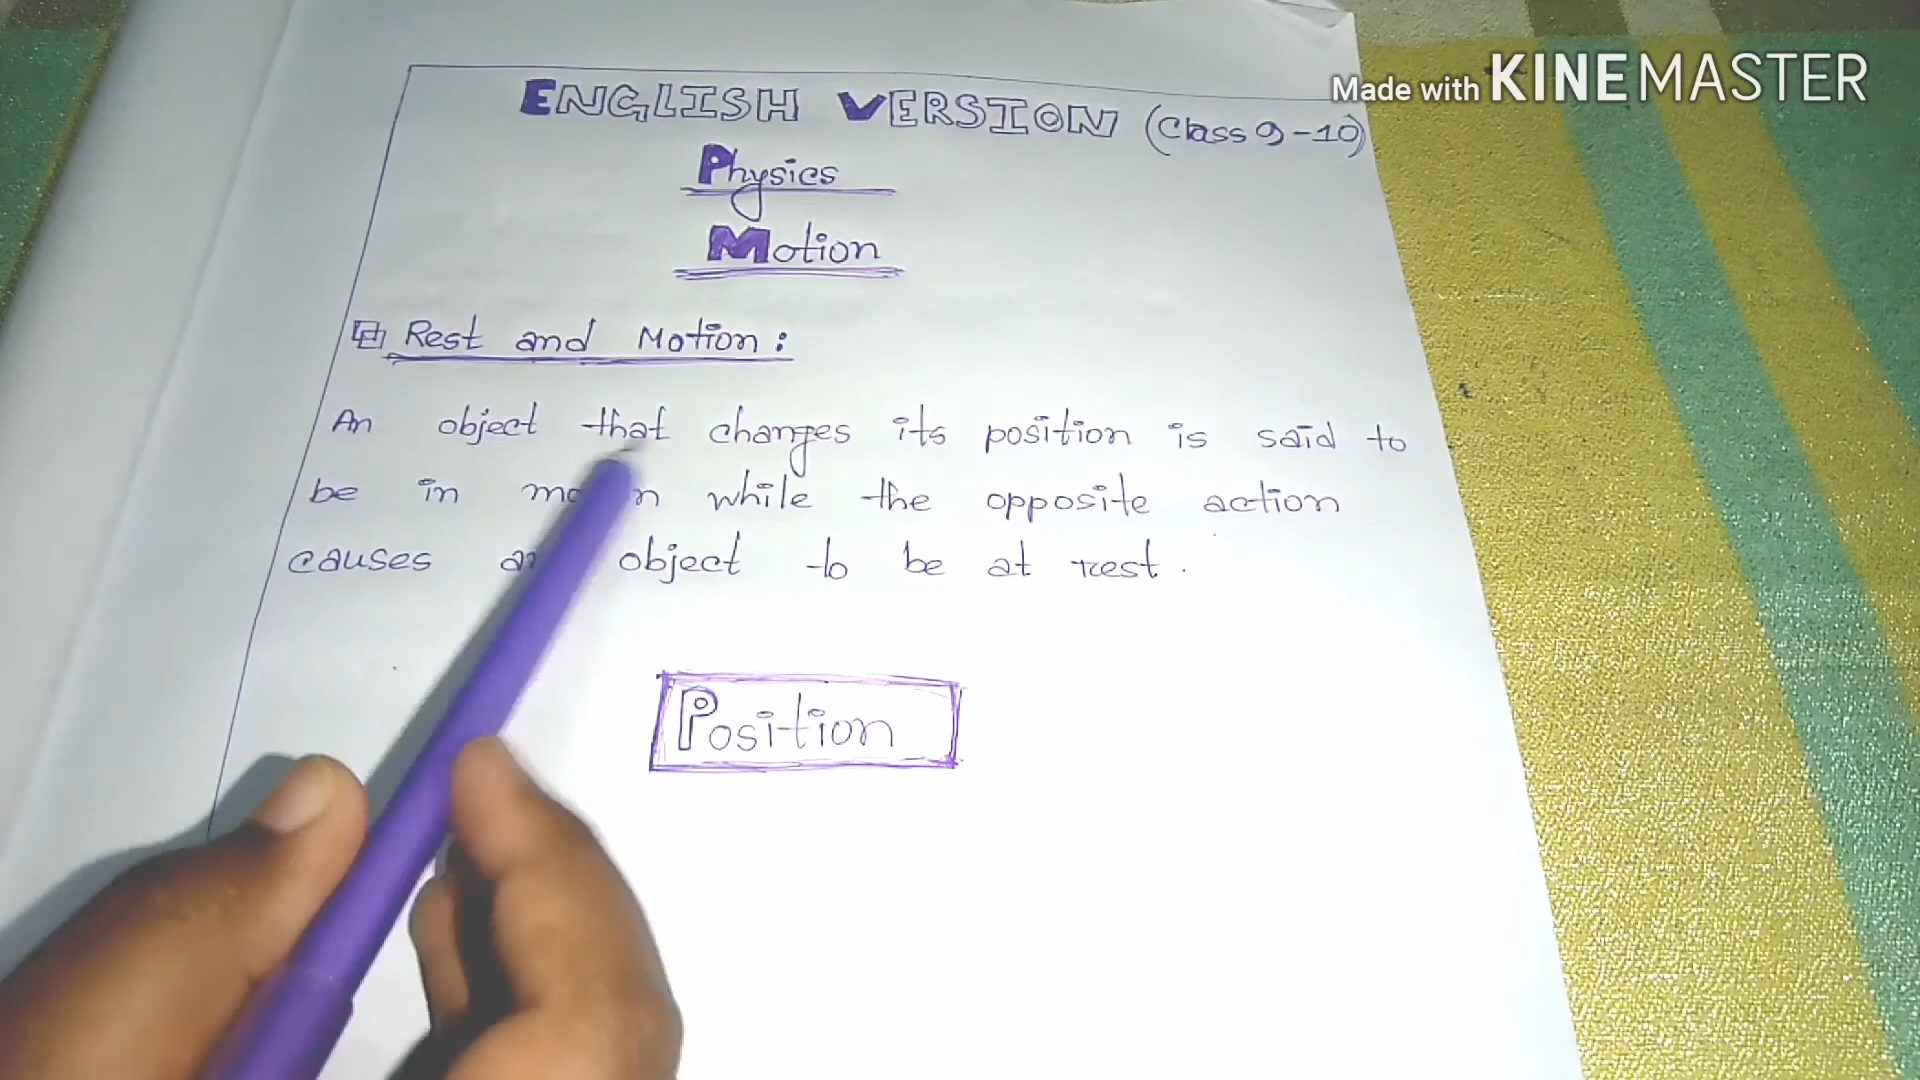 Made with KINEMASTER
ENGLISH VERSION (Class 9-10)
Physics
Motion
Rest and Motion:
An object that changes its position is said to
be in while the opposite action
causes object to be at rest.
Position